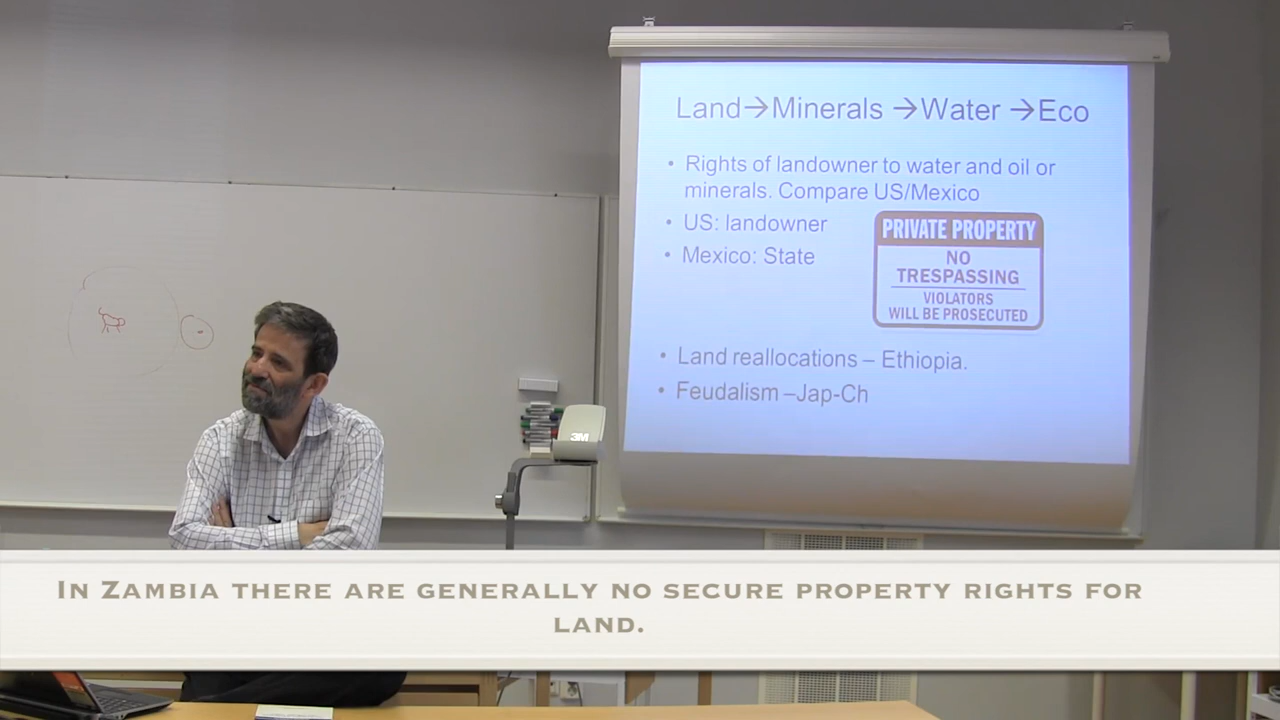 Land→Minerals →Water →Eco
• Rights of landowner to water and oil or
minerals. Compare US/Mexico
• US: landowner
• Mexico: State
PRIVATE PROPERTY
NO
TRESPASSING
VIOLATORS
WILL BE PROSECUTED
• Land reallocations – Ethiopia.
• Feudalism –Jap-Ch
3M
In Zambia there are generally no secure property rights for
land.